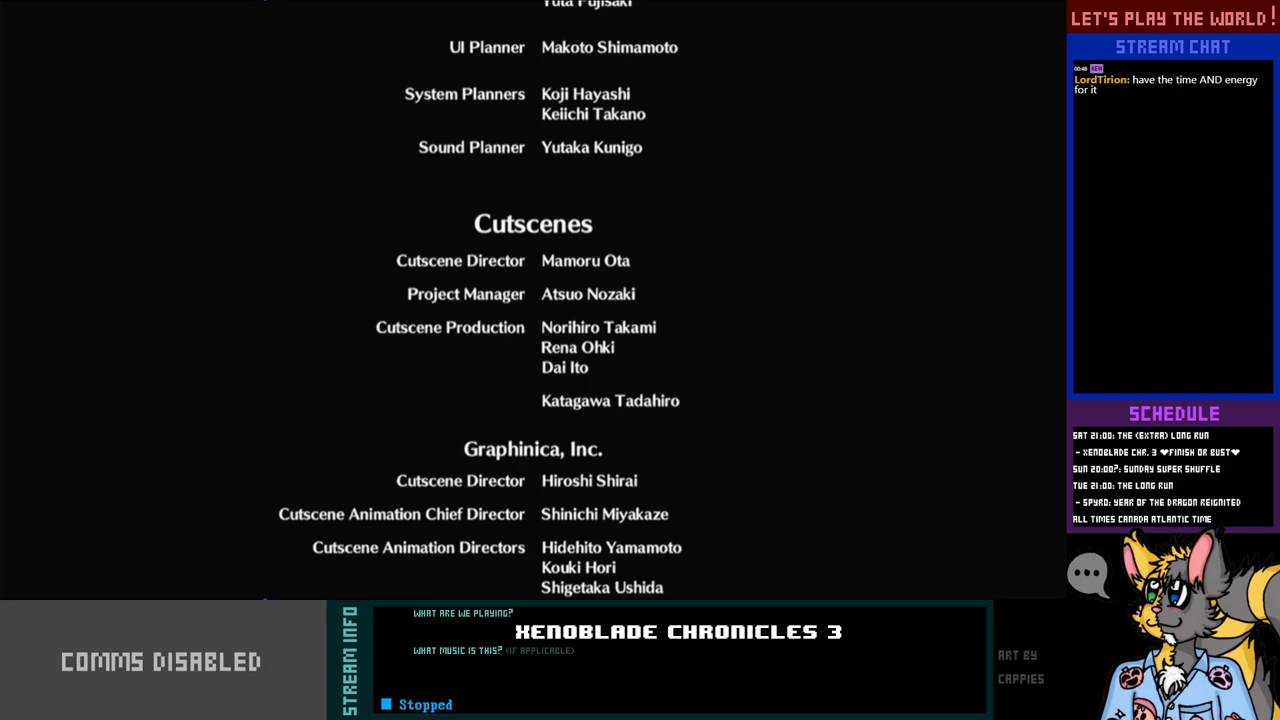 Yuta Fujisaki
UI Planner Makoto Shimamoto
System Planners Koji Hayashi
Keiichi Takano
Sound Planner Yutaka Kunigo
Cutscenes
Cutscene Director Mamoru Ota
Project Manager Atsuo Nozaki
Cutscene Production Norihiro Takami
Rena Ohki
Dai Ito
Katagawa Tadahiro
Graphinica, Inc.
Cutscene Director Hiroshi Shirai
Cutscene Animation Chief Director Shinichi Miyakaze
Cutscene Animation Directors Hidehito Yamamoto
Kouki Hori
Shigetaka Ushida
LET'S PLAY THE WORLD!
STREAM CHAT
00:46 NEW
LordTirion: have the time AND energy
for it
SCHEDULE
SAT 21:00: THE (EXTRA) LONG RUN
- XENOBLADE CHR. 3 ♥FINISH OR BUST♥
SUN 20:00?: SUNDAY SUPER SHUFFLE
TUE 21:00: THE LONG RUN
- SPYRO: YEAR OF THE DRAGON REIGNITED
ALL TIMES CANADA ATLANTIC TIME
COMMS DISABLED
STREAM INFO
WHAT ARE WE PLAYING?
XENOBLADE CHRONICLES 3
WHAT MUSIC IS THIS? (IF APPLICABLE)
Stopped
ART BY
CAPPIES